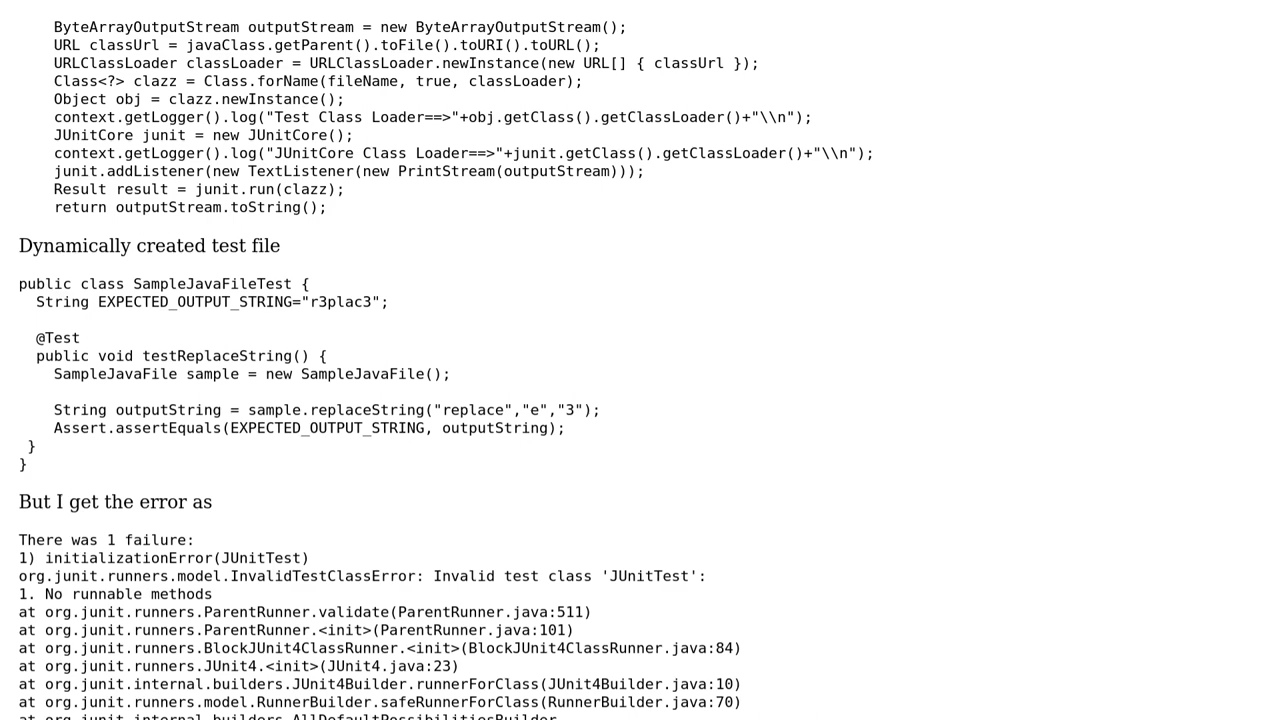 ByteArrayOutputStream outputStream = new ByteArrayOutputStream();
URL classUrl = javaClass.getParent().toFile().toURI().toURL();
URLClassLoader classLoader = URLClassLoader.newInstance(new URL[] { classUrl });
Class<?> clazz = Class.forName(fileName, true, classLoader);
Object obj = clazz.newInstance();
context.getLogger().log("Test Class Loader==>"+obj.getClass().getClassLoader()+"\\n");
JUnitCore junit = new JUnitCore();
context.getLogger().log("JUnitCore Class Loader==>"+junit.getClass().getClassLoader()+"\\n");
junit.addListener(new TextListener(new PrintStream(outputStream)));
Result result = junit.run(clazz);
return outputStream.toString();
Dynamically created test file
public class SampleJavaFileTest {
String EXPECTED_OUTPUT_STRING="r3plac3";
@Test
public void testReplaceString() {
SampleJavaFile sample = new SampleJavaFile();
String outputString = sample.replaceString("replace","e","3");
Assert.assertEquals(EXPECTED_OUTPUT_STRING, outputString);
}
}
But I get the error as
There was 1 failure:
1) initializationError(JUnitTest)
org.junit.runners.model.InvalidTestClassError: Invalid test class 'JUnitTest':
1. No runnable methods
at org.junit.runners.ParentRunner.validate(ParentRunner.java:511)
at org.junit.runners.ParentRunner.<init>(ParentRunner.java:101)
at org.junit.runners.BlockJUnit4ClassRunner.<init>(BlockJUnit4ClassRunner.java:84)
at org.junit.runners.JUnit4.<init>(JUnit4.java:23)
at org.junit.internal.builders.JUnit4Builder.runnerForClass(JUnit4Builder.java:10)
at org.junit.runners.model.RunnerBuilder.safeRunnerForClass(RunnerBuilder.java:70)
at org.junit.internal.builders.AllDefaultPossibilitiesBuilder